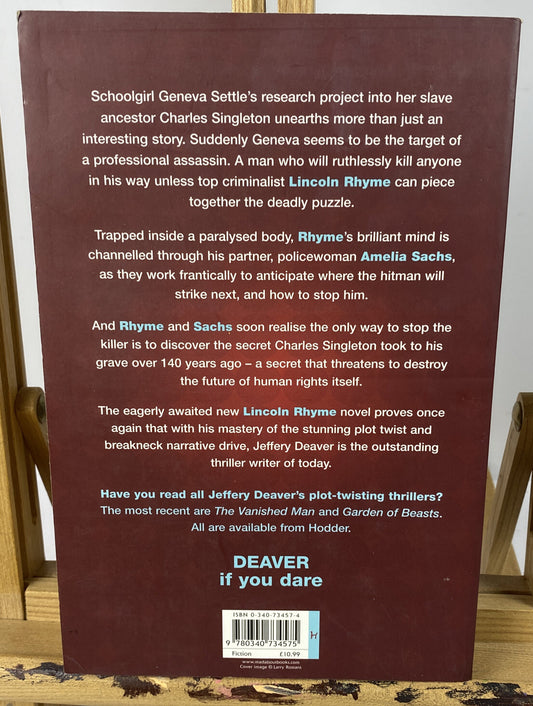 Schoolgirl Geneva Settle's research project into her slave
ancestor Charles Singleton unearths more than just an
interesting story. Suddenly Geneva seems to be the target of
a professional assassin. A man who will ruthlessly kill anyone
in his way unless top criminalist Lincoln Rhyme can piece
together the deadly puzzle.
Trapped inside a paralysed body, Rhyme's brilliant mind is
channelled through his partner, policewoman Amelia Sachs,
as they work frantically to anticipate where the hitman will
strike next, and how to stop him.
And Rhyme and Sachs soon realise the only way to stop the
killer is to discover the secret Charles Singleton took to his
grave over 140 years ago – a secret that threatens to destroy
the future of human rights itself.
The eagerly awaited new Lincoln Rhyme novel proves once
again that with his mastery of the stunning plot twist and
breakneck narrative drive, Jeffery Deaver is the outstanding
thriller writer of today.
Have you read all Jeffery Deaver's plot-twisting thrillers?
The most recent are The Vanished Man and Garden of Beasts.
All are available from Hodder.
DEAVER
if you dare
ISBN 0-340-73457-4
9 780340 734575
Fiction £10.99
www.madaboutbooks.com
Cover image © Larry Rostant